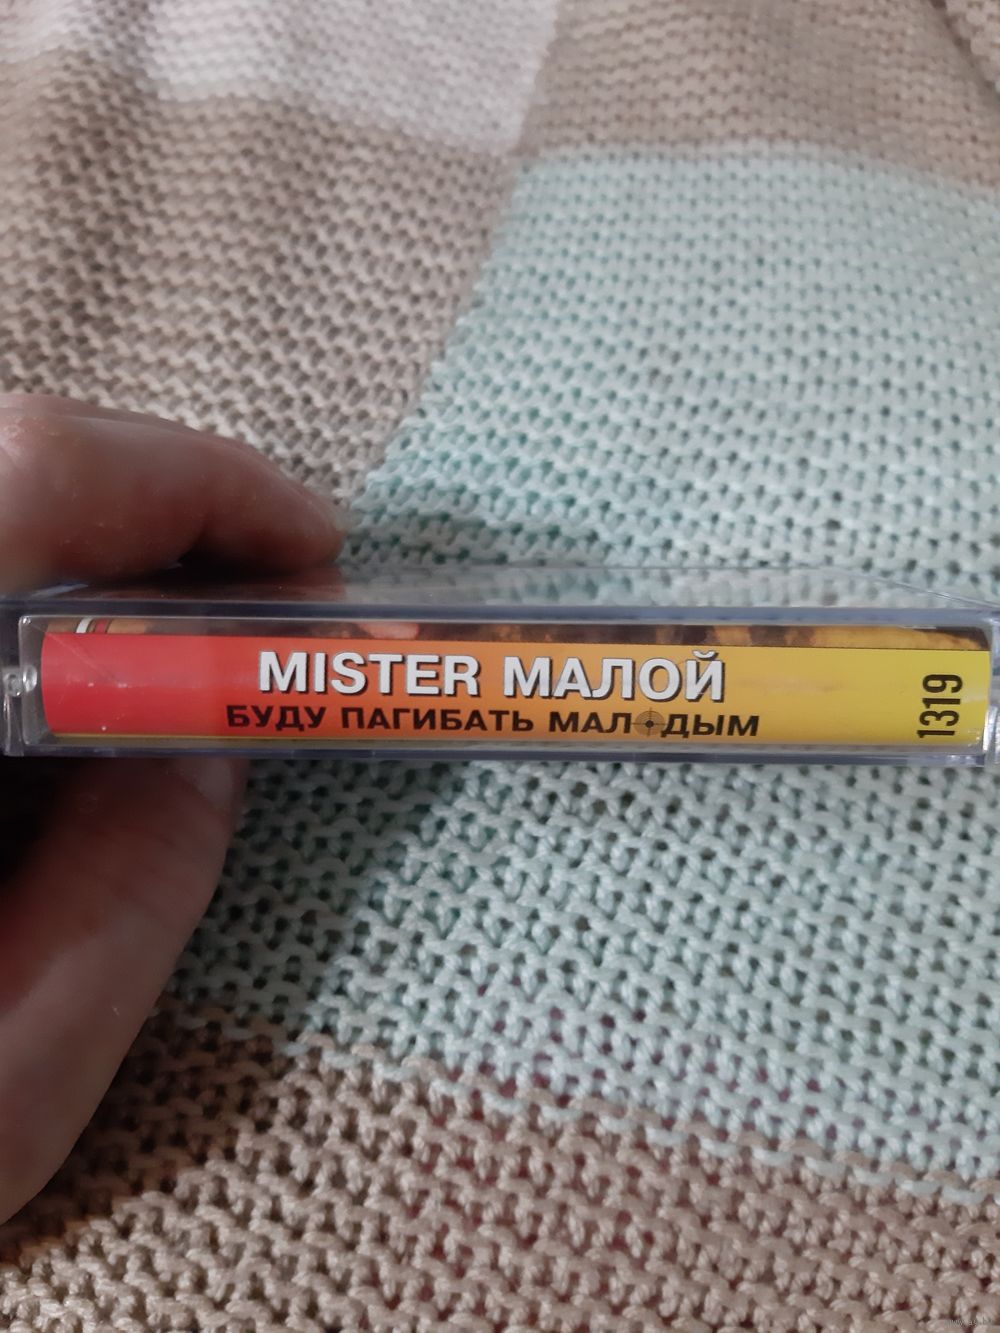 MISTER МАЛОЙ
БУДУ ПАГИБАТЬ МАЛОДЫМ
1319